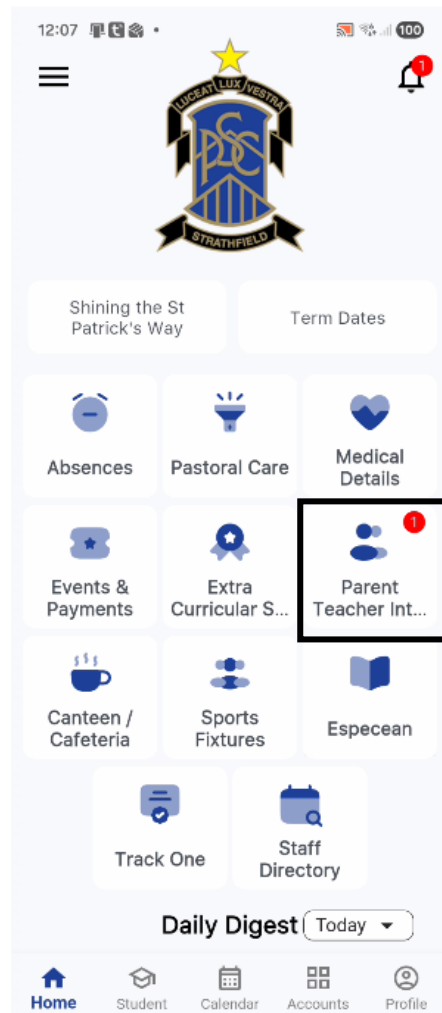 12:07
100
1
LUCEAT LUX VESTRA
SPC
STRATHFIELD
Shining the St
Patrick's Way
Term Dates
Absences
Pastoral Care
Medical
Details
Events &
Payments
Extra
Curricular S...
1
Parent
Teacher Int...
Canteen /
Cafeteria
Sports
Fixtures
Especean
Track One
Staff
Directory
Daily Digest
Today
Home
Student
Calendar
Accounts
Profile